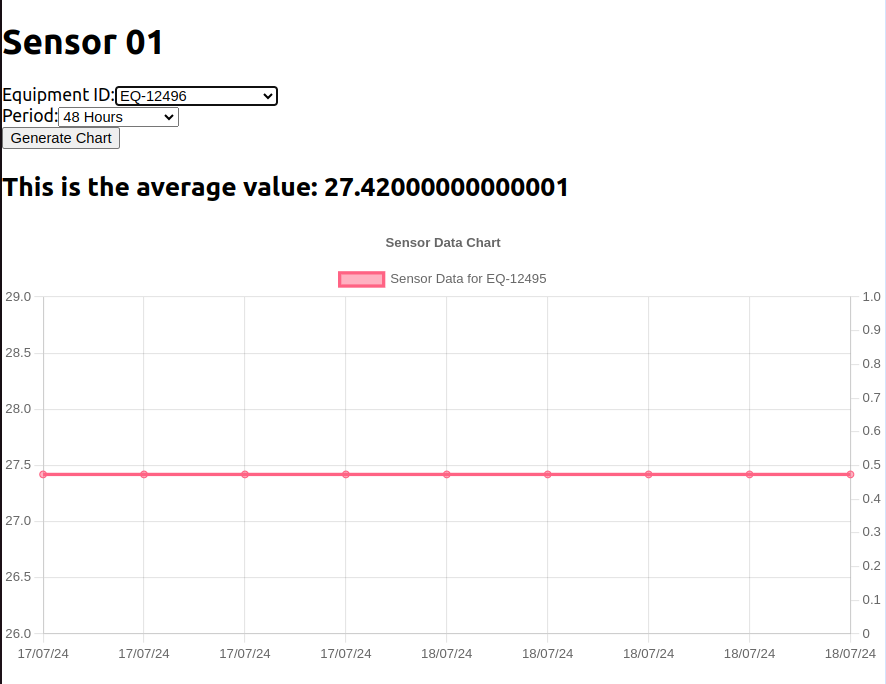 Sensor 01
Equipment ID: EQ-12496
Period: 48 Hours
Generate Chart
This is the average value: 27.42000000000001
Sensor Data Chart
Sensor Data for EQ-12495
29.0 1.0
0.9
28.5
0.8
0.7
28.0
0.6
27.5 0.5
0.4
27.0
0.3
0.2
26.5
0.1
26.0 0
17/07/24 17/07/24 17/07/24 17/07/24 18/07/24 18/07/24 18/07/24 18/07/24 18/07/24